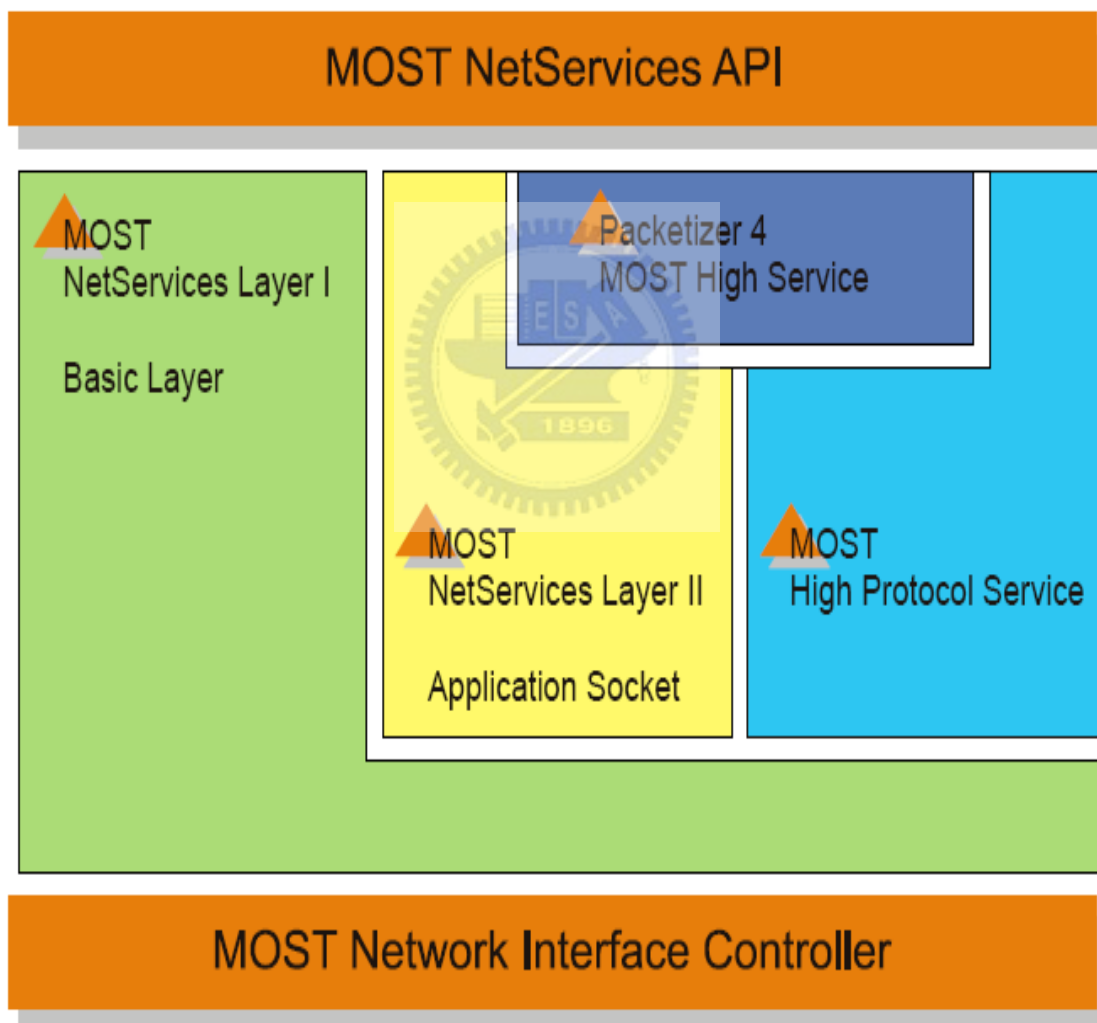 MOST NetServices API
MOST
NetServices Layer I
Basic Layer
Packetizer 4
MOST High Service
E S A
1896
MOST
NetServices Layer II
Application Socket
MOST
High Protocol Service
MOST Network Interface Controller